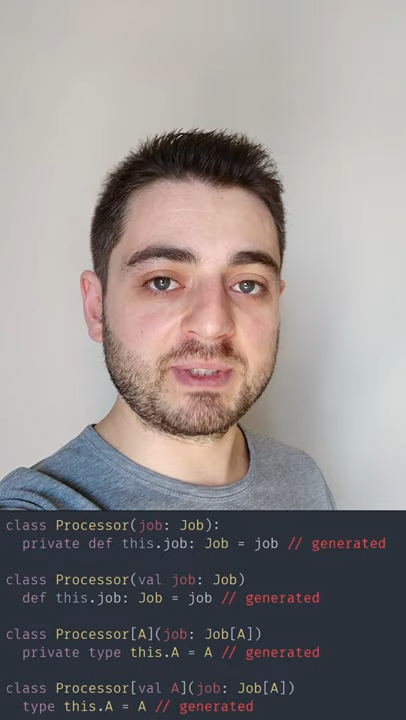 class Processor(job: Job):
  private def this.job: Job = job // generated
class Processor(val job: Job)
  def this.job: Job = job // generated
class Processor[A](job: Job[A])
  private type this.A = A // generated
class Processor[val A](job: Job[A])
  type this.A = A // generated